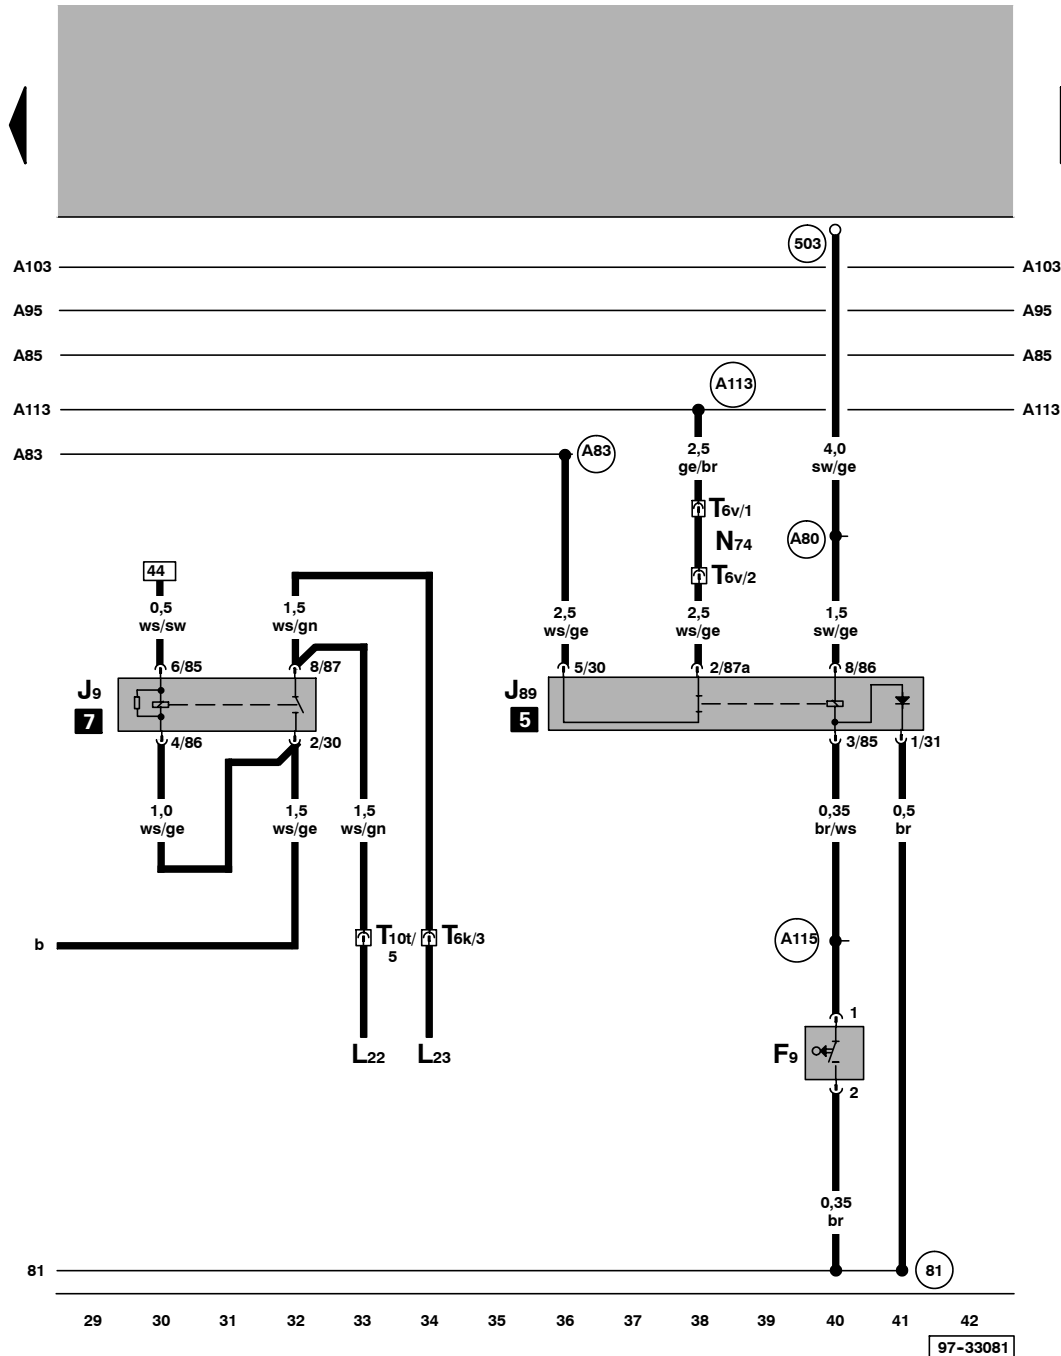 503
A103 A103
A95 A95
A85 A85
A113
A113 A113
A83 A83
2,5 4,0
ge/br sw/ge
T6v/1
N74
A80
T6v/2
44
0,5 1,5 2,5 2,5 1,5
ws/sw ws/gn ws/ge ws/ge sw/ge
6/85 8/87 5/30 2/87a 8/86
J9 J89
7 5
4/86 2/30 3/85 1/31
1,0 1,5 1,5 0,35 0,5
ws/ge ws/ge ws/gn br/ws br
b T10t/ T6k/3 A115
5
1
L22 L23 F9
2
0,35
br
81 81
29 30 31 32 33 34 35 36 37 38 39 40 41 42
97-33081